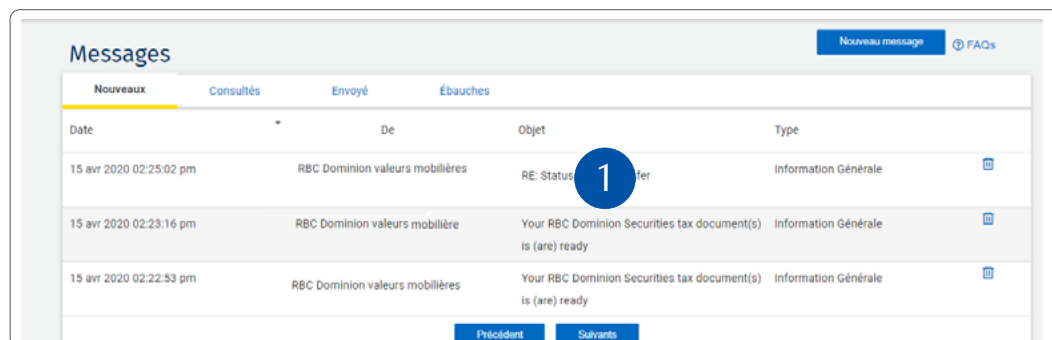 Nouveau message
FAQs
Messages
Nouveaux Consultés Envoyé Ébauches
Date De Objet Type
15 avr 2020 02:25:02 pm RBC Dominion valeurs mobilières RE: Status 1 fer Information Générale
15 avr 2020 02:23:16 pm RBC Dominion valeurs mobilière Your RBC Dominion Securities tax document(s) Information Générale
is (are) ready
15 avr 2020 02:22:53 pm RBC Dominion valeurs mobilières Your RBC Dominion Securities tax document(s) Information Générale
is (are) ready
Précédent Suivants